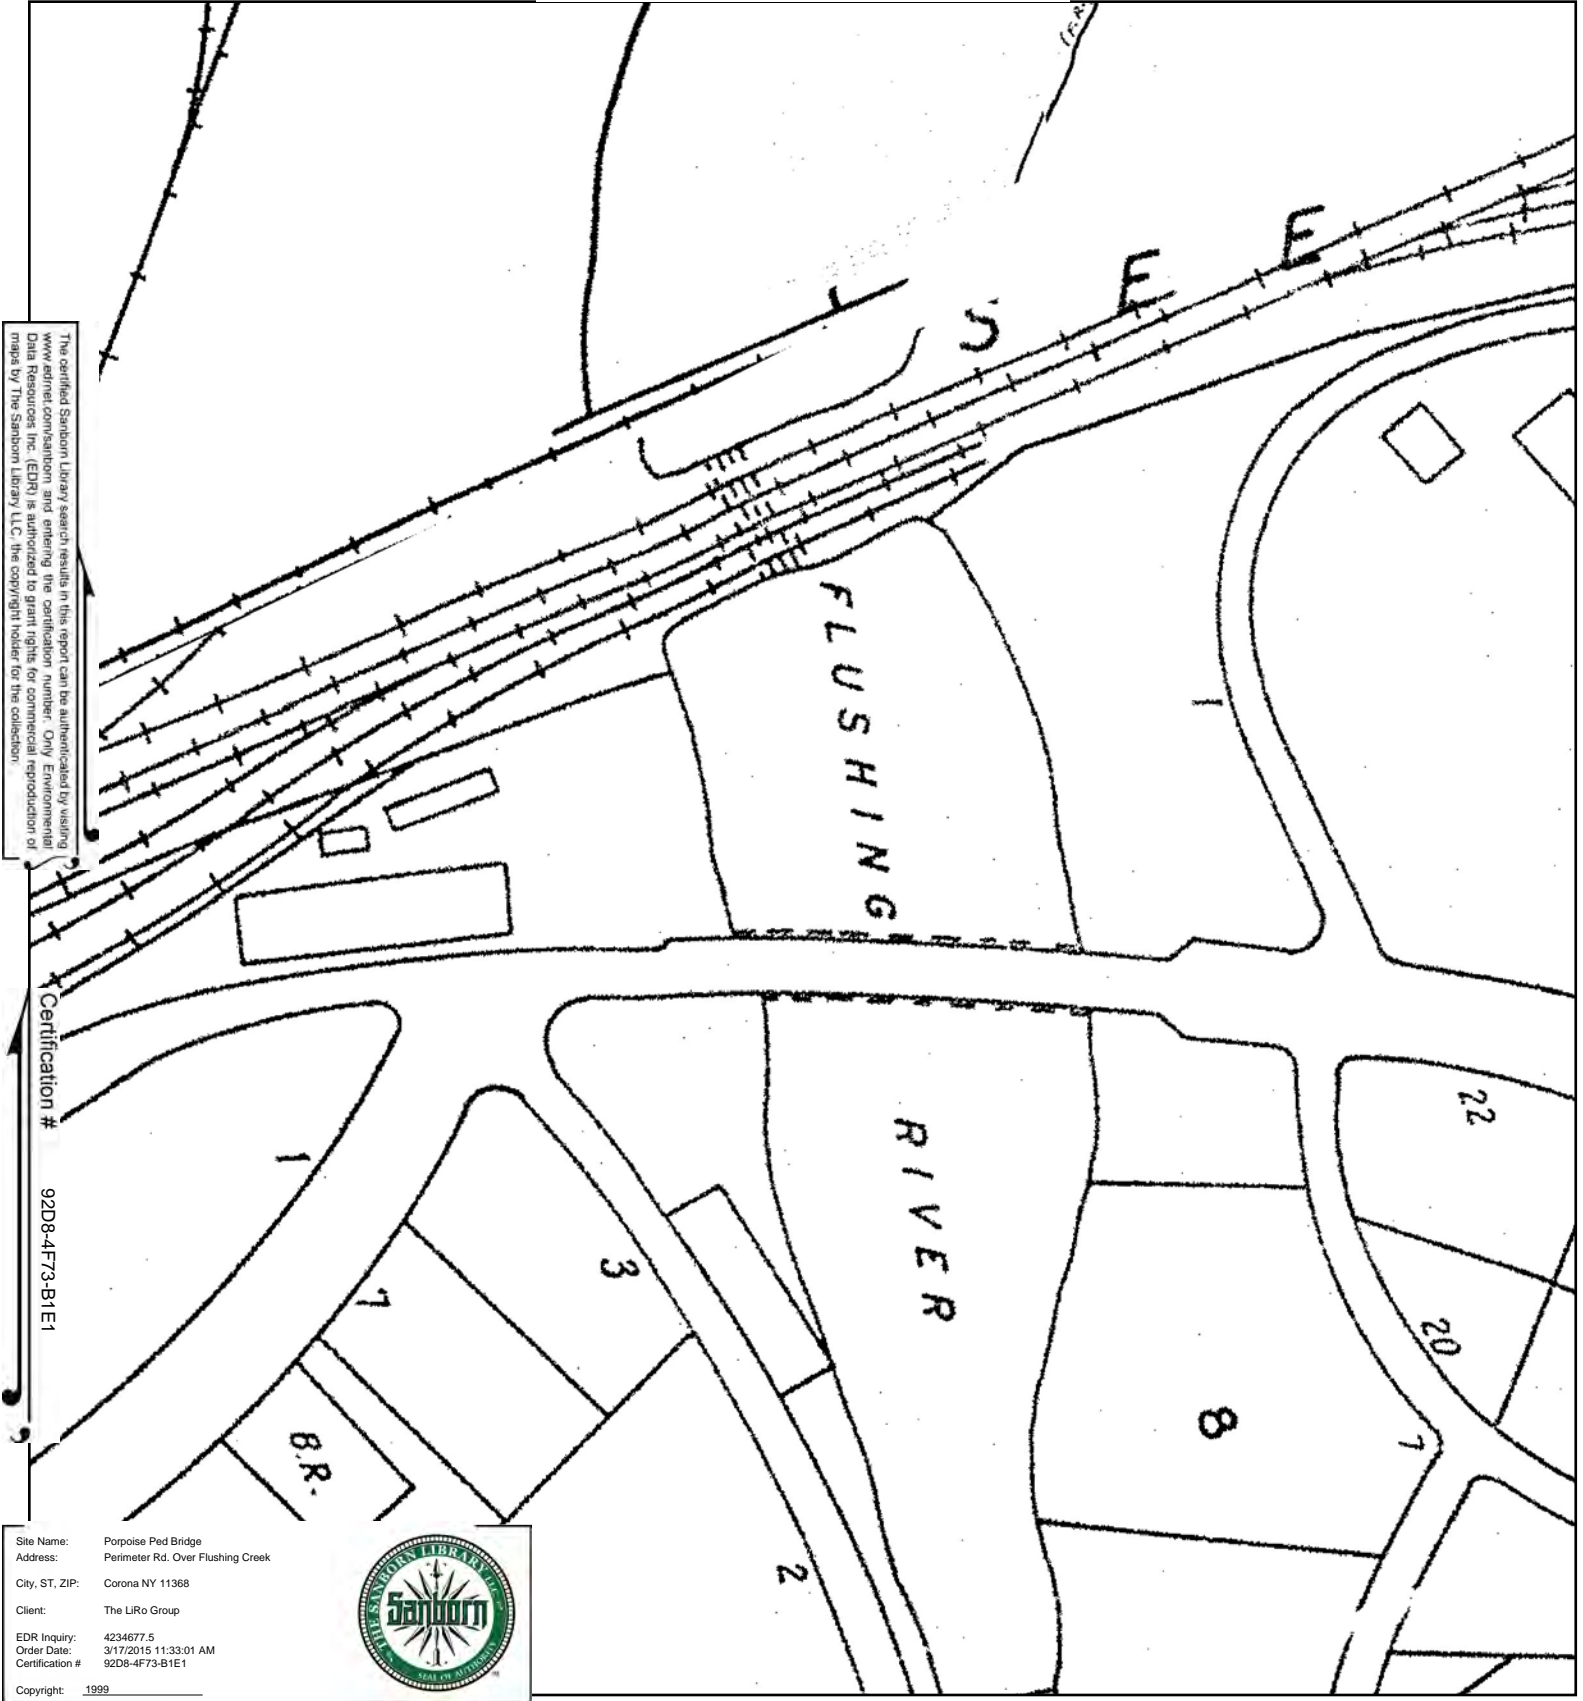 (F.R.
S E E
FLUSHING
RIVER
1
22
20
7
8
1
3
7
B.R.
2
The certified Sanborn Library search results in this report can be authenticated by visiting
www.edrnet.com/sanborn and entering the certification number. Only Environmental
Data Resources Inc. (EDR) is authorized to grant rights for commercial reproduction of
maps by The Sanborn Library LLC, the copyright holder for the collection.
Certification # 92D8-4F73-B1E1
Site Name: Porpoise Ped Bridge
Address: Perimeter Rd. Over Flushing Creek
City, ST, ZIP: Corona NY 11368
Client: The LiRo Group
EDR Inquiry: 4234677.5
Order Date: 3/17/2015 11:33:01 AM
Certification # 92D8-4F73-B1E1
Copyright: 1999
THE SANBORN LIBRARY LLC
Sanborn
SEAL OF AUTHORITY